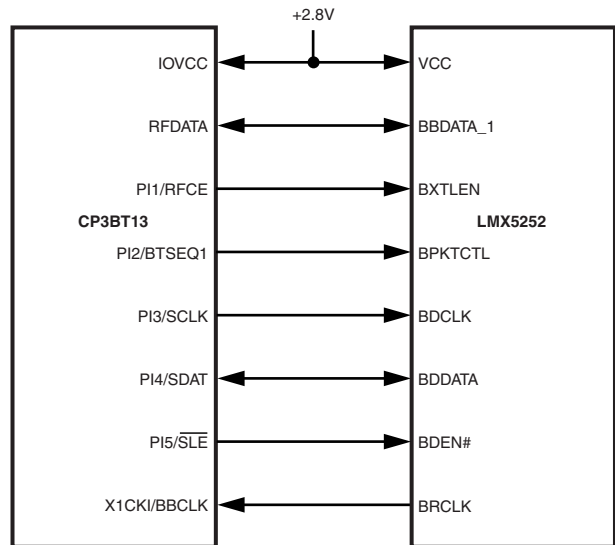 +2.8V
IOVCC VCC
RFDATA BBDATA_1
PI1/RFCE BXTLEN
CP3BT13 LMX5252
PI2/BTSEQ1 BPKTCTL
PI3/SCLK BDCLK
PI4/SDAT BDDATA
PI5/S̅L̅E̅ BDEN#
X1CKI/BBCLK BRCLK